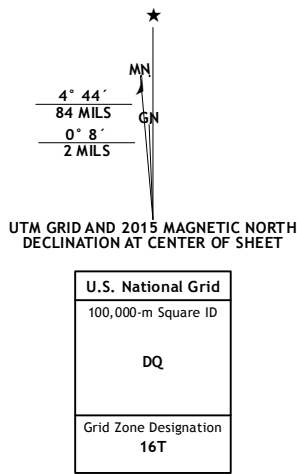 MN
4° 44´
84 MILS
GN
0° 8´
2 MILS
UTM GRID AND 2015 MAGNETIC NORTH
DECLINATION AT CENTER OF SHEET
U.S. National Grid
100,000-m Square ID
DQ
Grid Zone Designation
16T